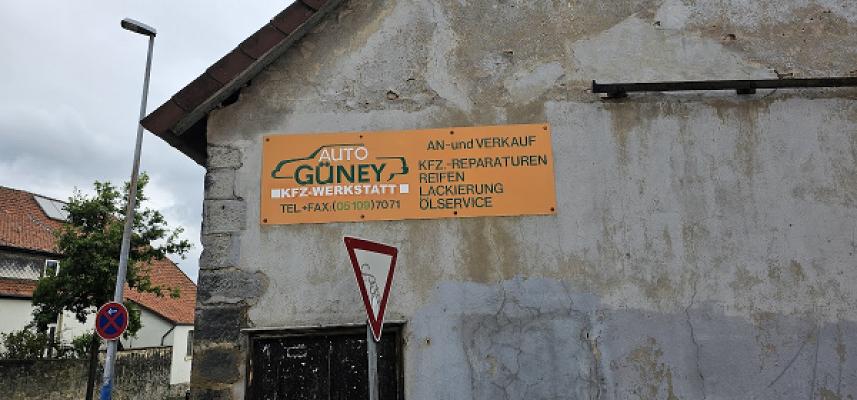 AUTO
GÜNEY
KFZ-WERKSTATT
TEL.+FAX.:(05109)7071
AN-und VERKAUF
KFZ.-REPARATUREN
REIFEN
LACKIERUNG
ÖLSERVICE